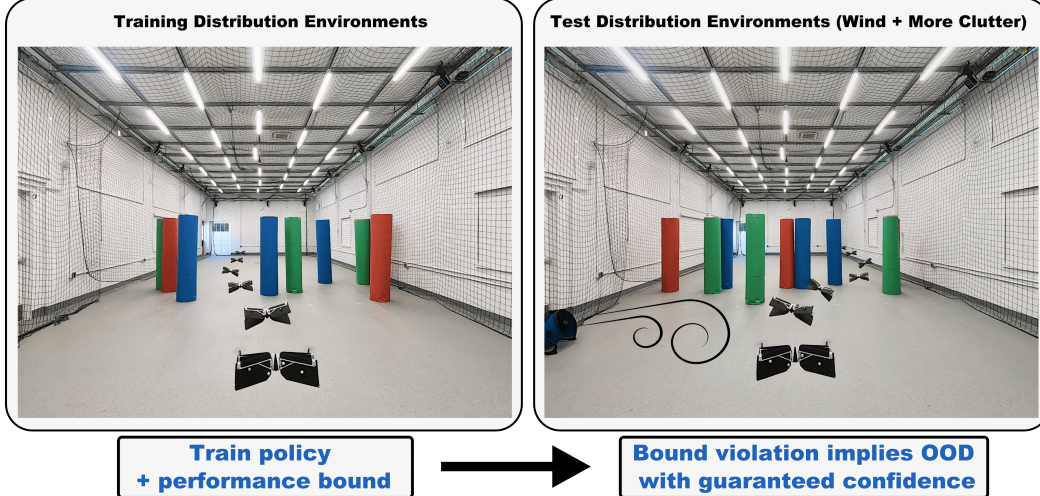 Training Distribution Environments
Test Distribution Environments (Wind + More Clutter)
Train policy
+ performance bound
Bound violation implies OOD
with guaranteed confidence